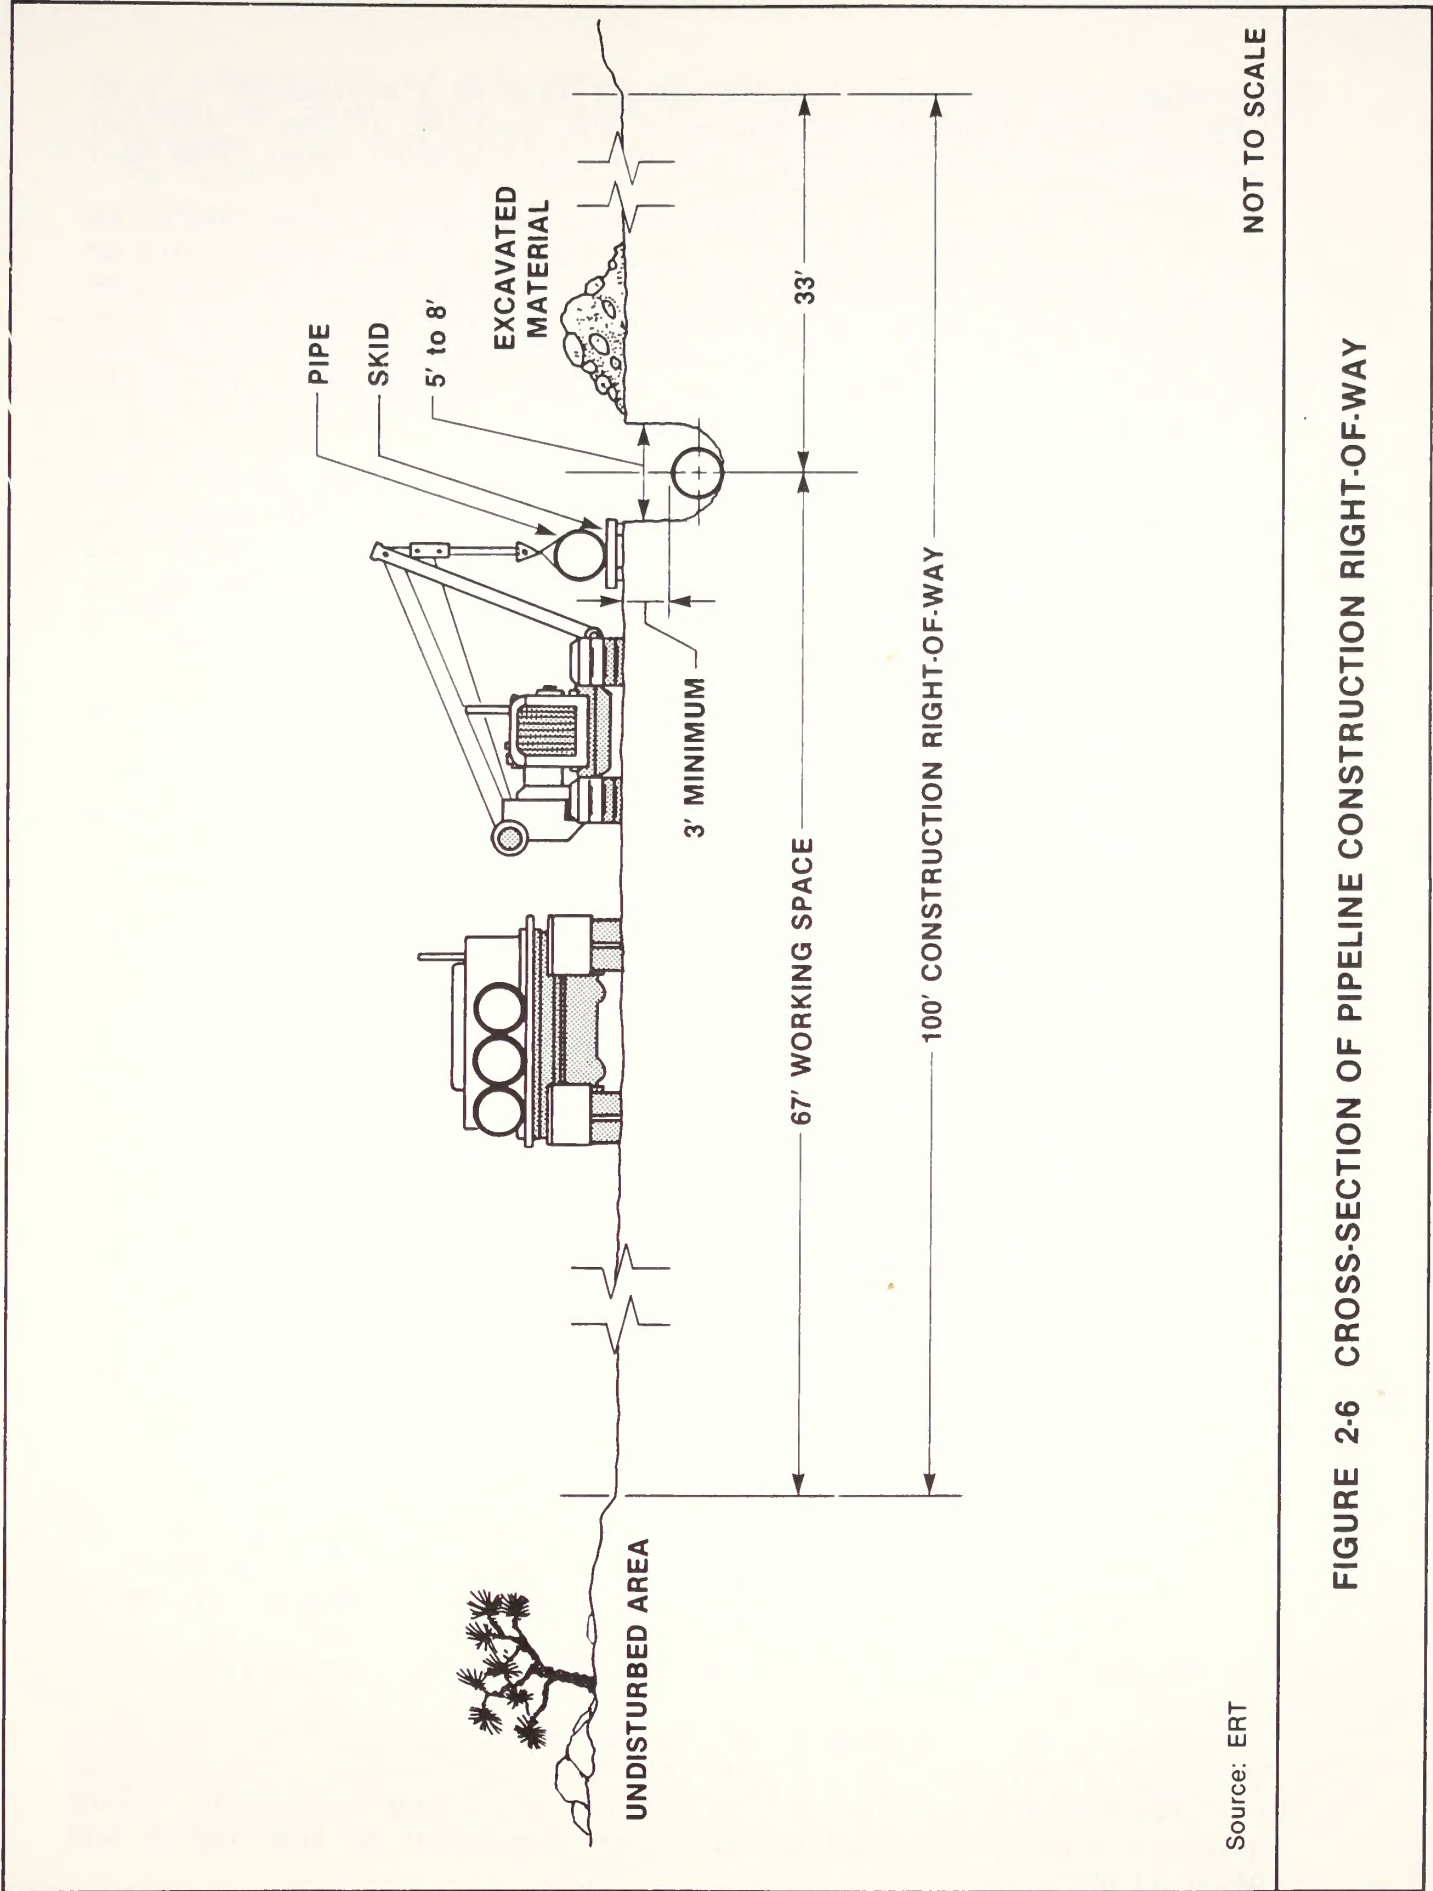 PIPE
SKID
5' to 8'
EXCAVATED
MATERIAL
UNDISTURBED AREA
3' MINIMUM
67' WORKING SPACE
33'
100' CONSTRUCTION RIGHT-OF-WAY
Source: ERT
NOT TO SCALE
FIGURE 2-6 CROSS-SECTION OF PIPELINE CONSTRUCTION RIGHT-OF-WAY